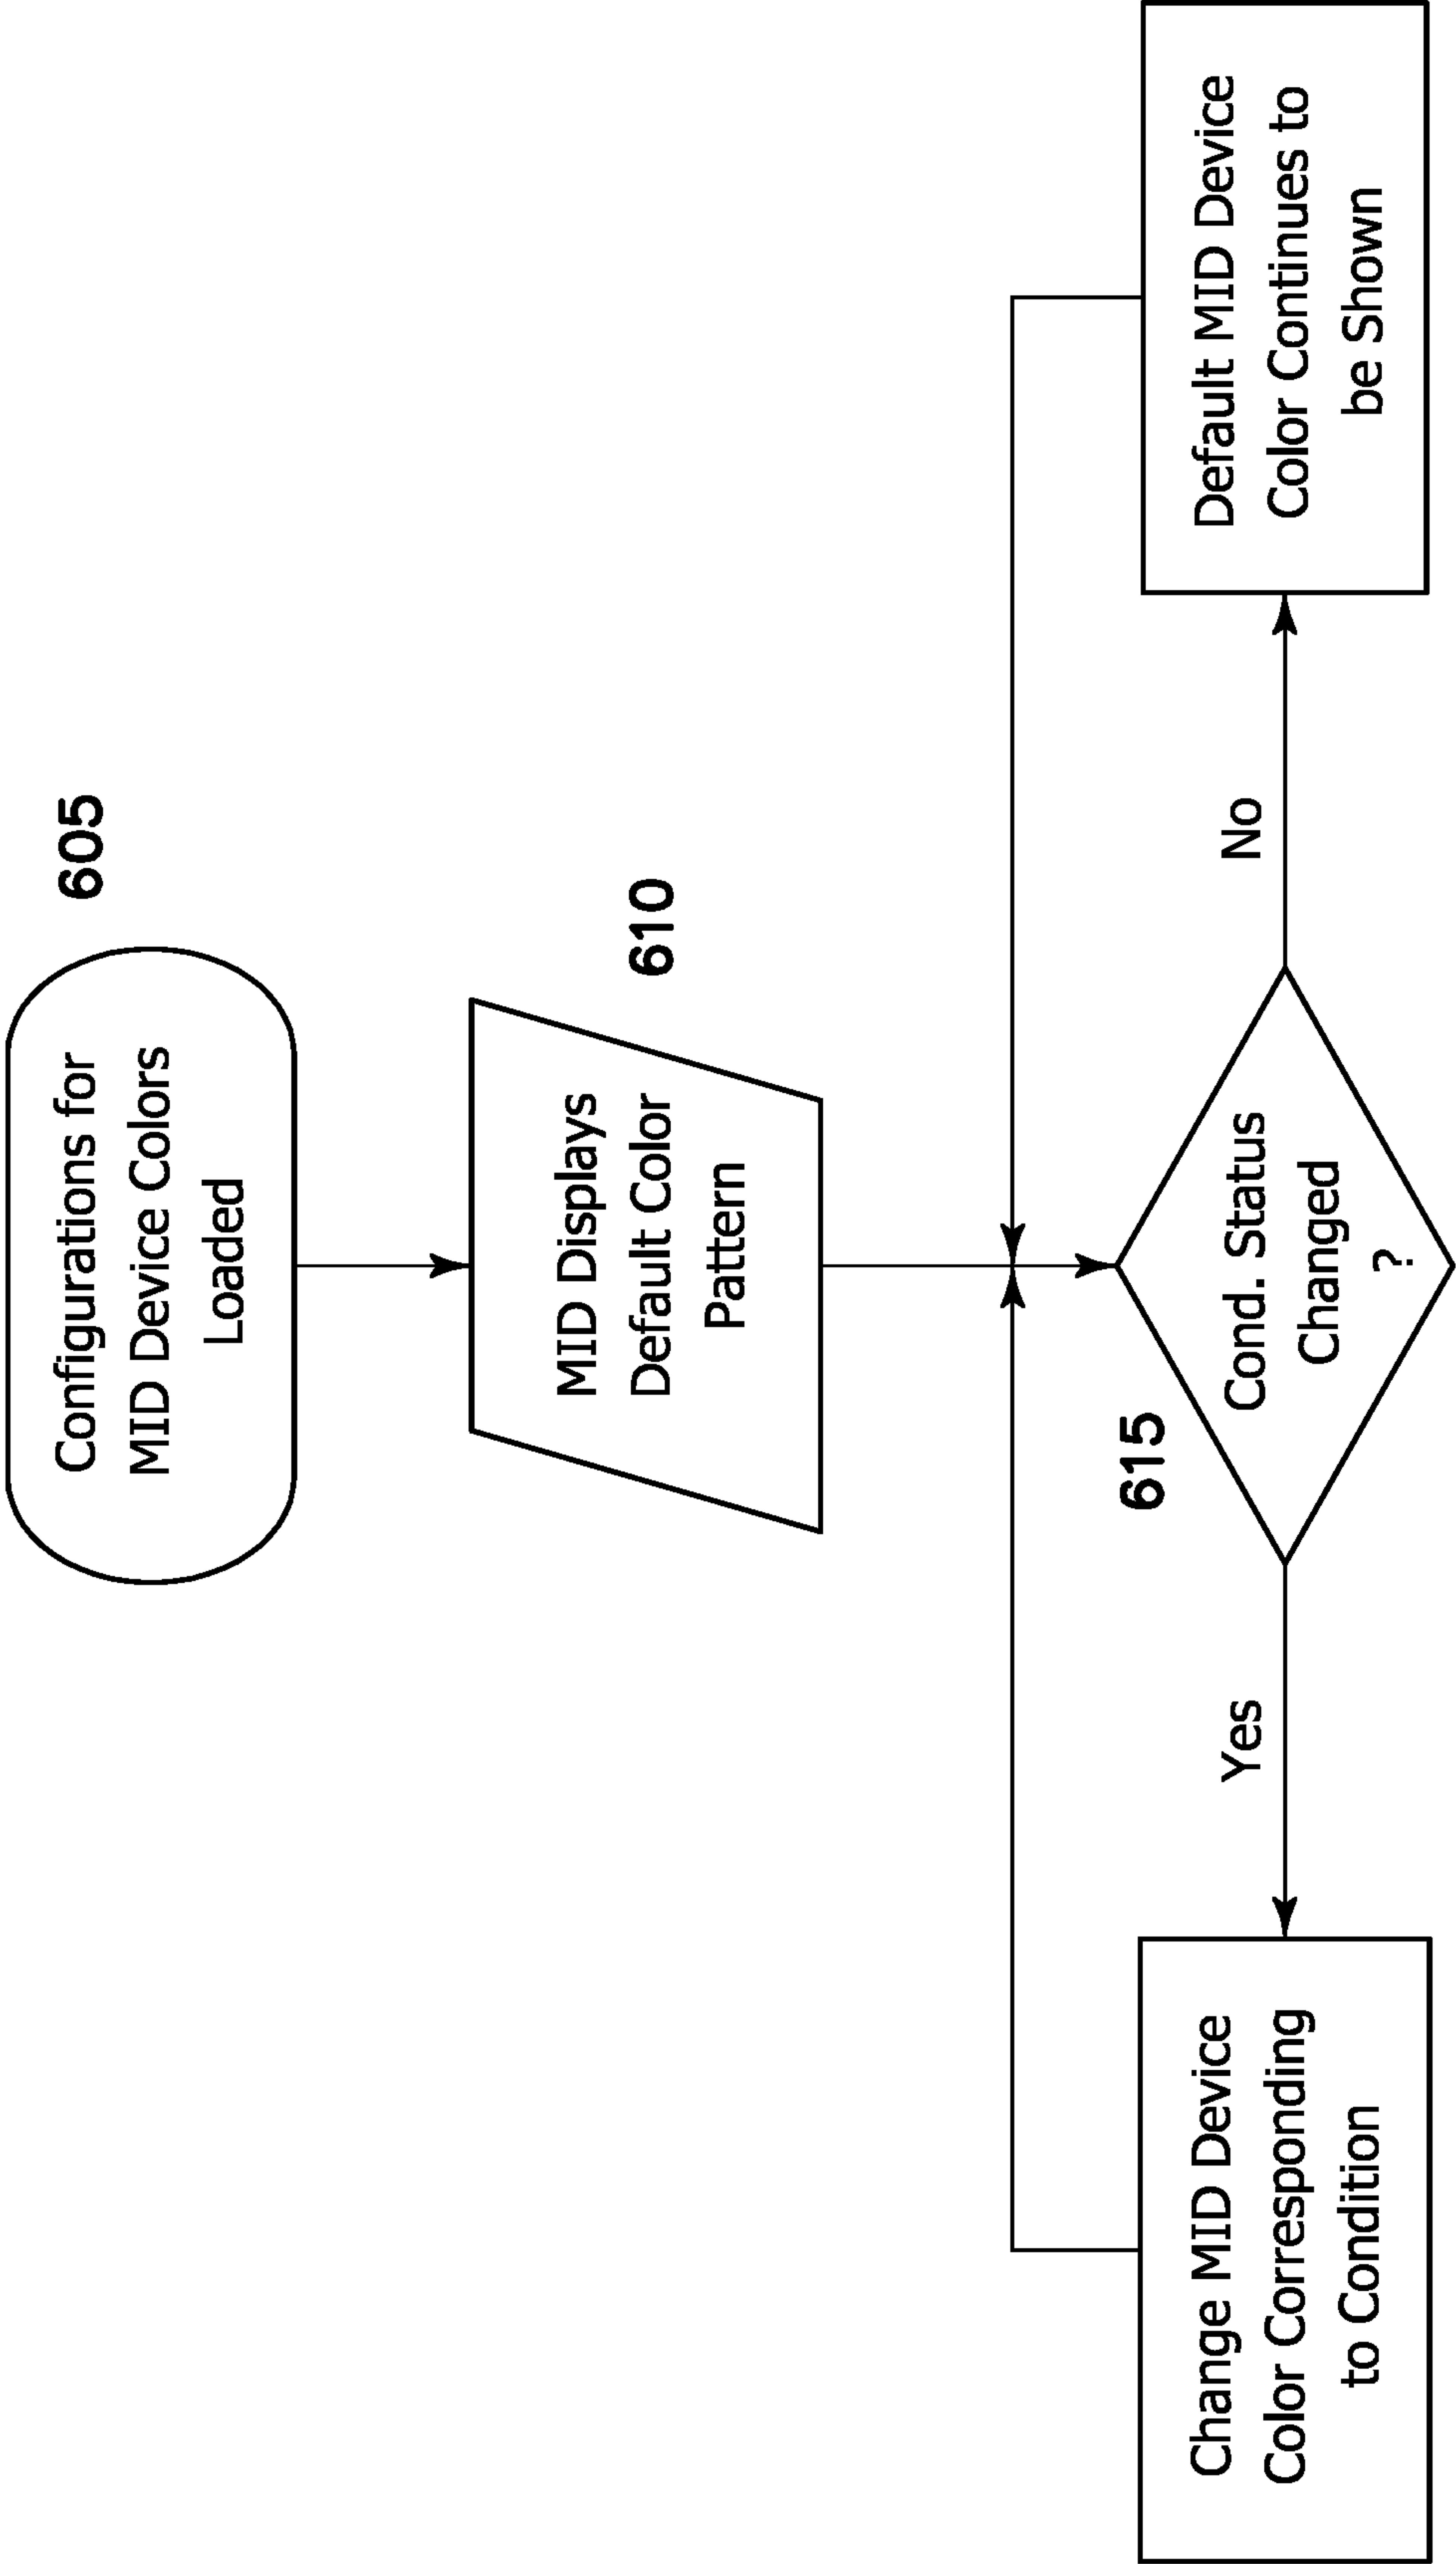 Configurations for
MID Device Colors
Loaded
605
MID Displays
Default Color
Pattern
610
615
Cond. Status
Changed
?
Yes
No
Change MID Device
Color Corresponding
to Condition
Default MID Device
Color Continues to
be Shown